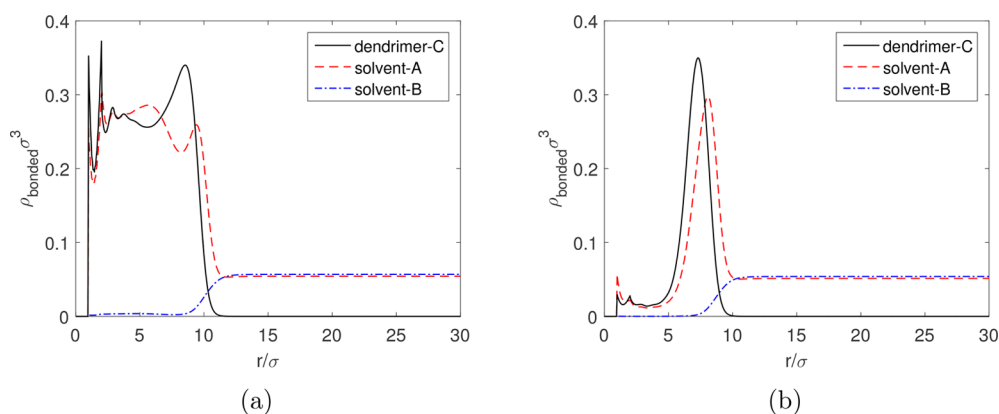 0.4
0.3
0.2
0.1
0
ρbondedσ³
0 5 10 15 20 25 30
r/σ
dendrimer-C
solvent-A
solvent-B
(a)
0.4
0.3
0.2
0.1
0
ρbondedσ³
0 5 10 15 20 25 30
r/σ
dendrimer-C
solvent-A
solvent-B
(b)